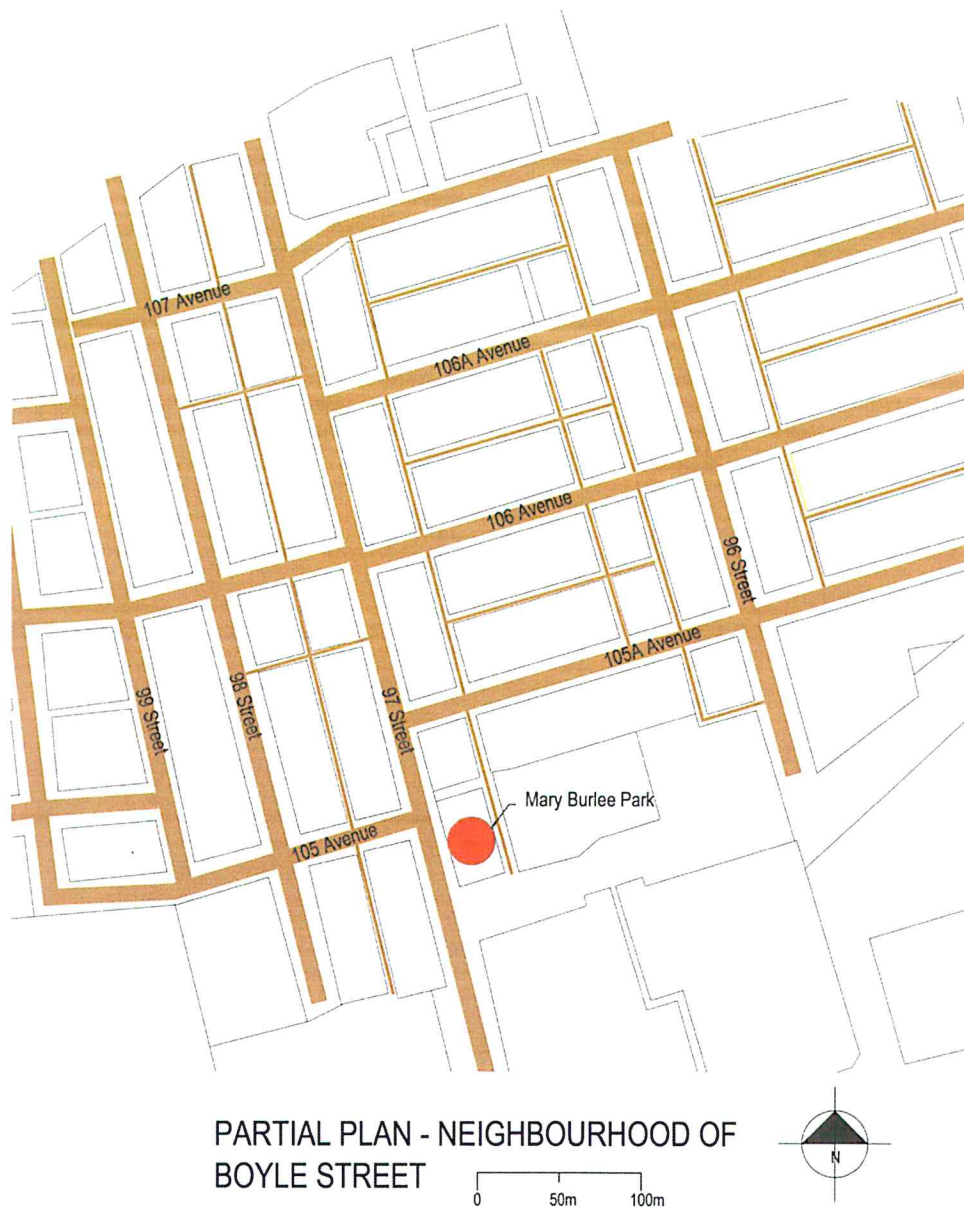 107 Avenue
106A Avenue
106 Avenue
96 Street
105A Avenue
99 Street
98 Street
97 Street
Mary Burlee Park
105 Avenue
PARTIAL PLAN - NEIGHBOURHOOD OF
BOYLE STREET
N
0 50m 100m